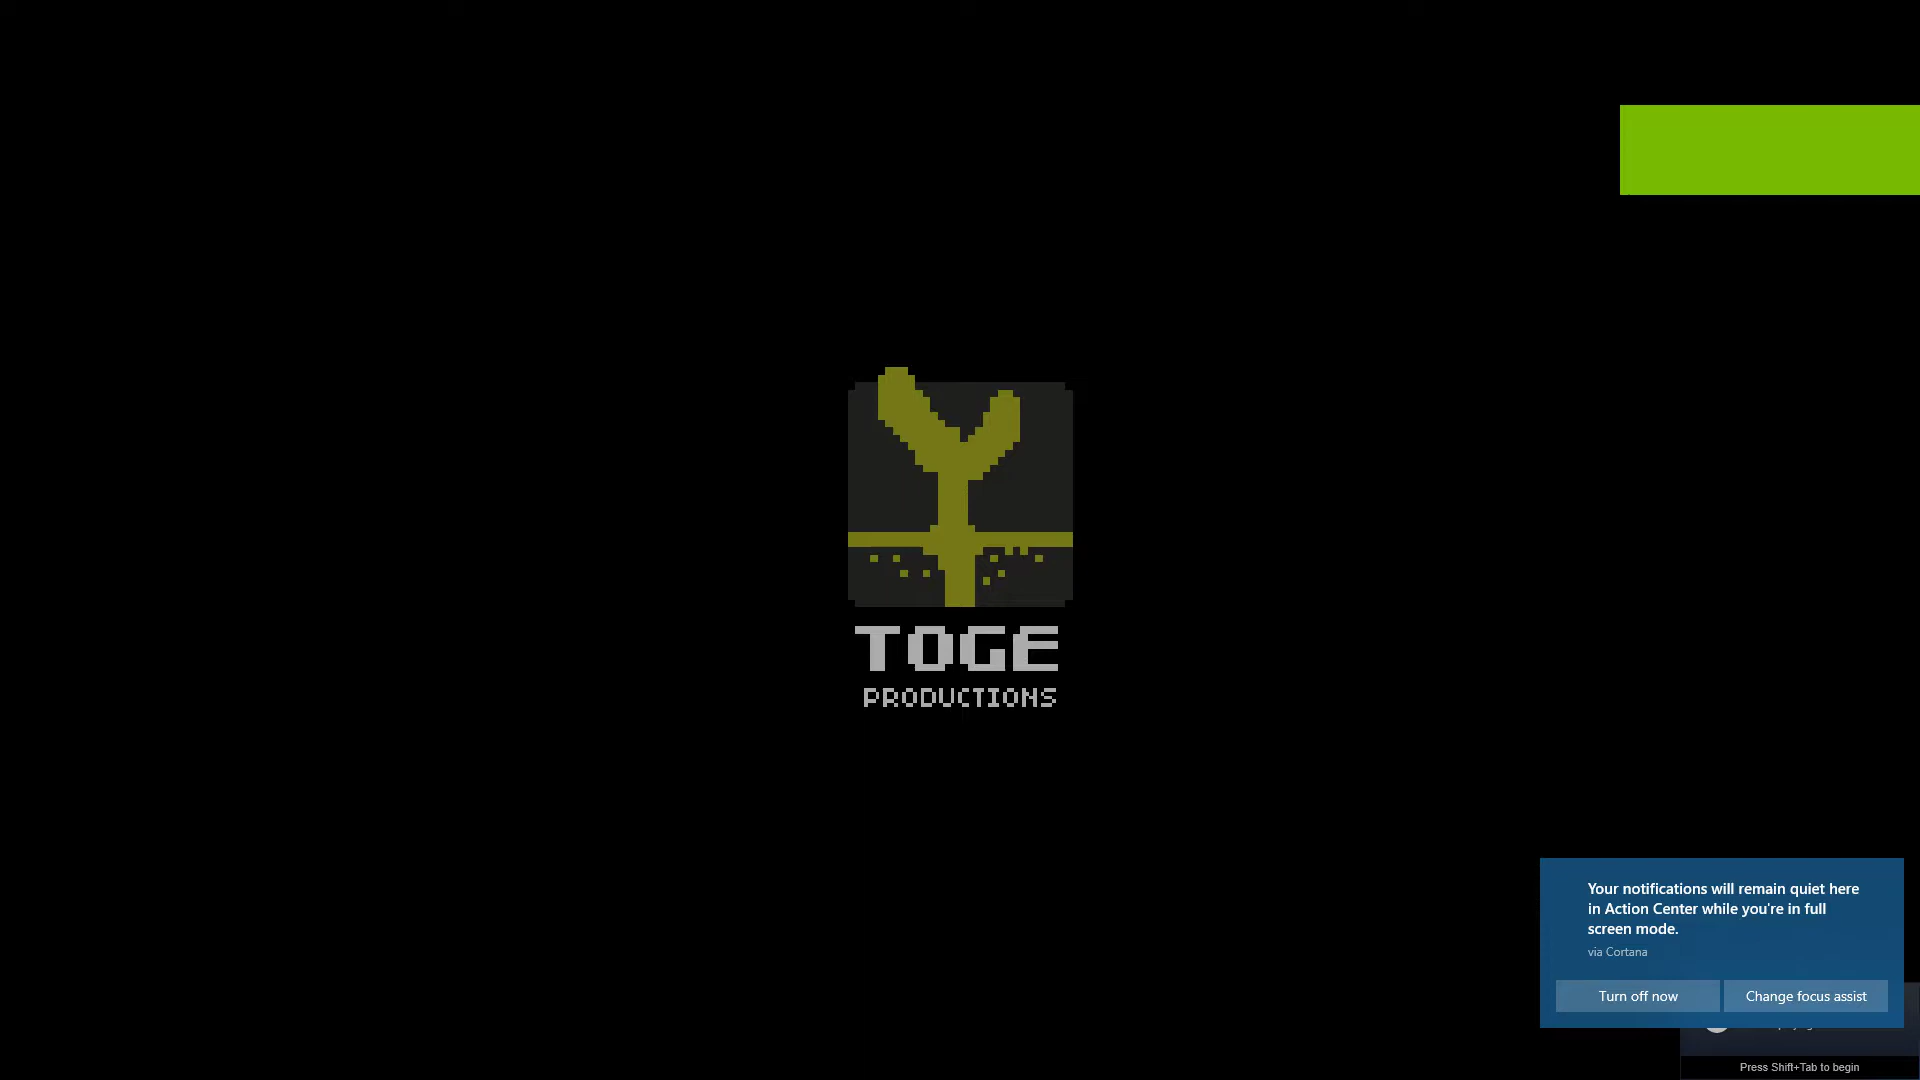 TOGE
PRODUCTIONS
Your notifications will remain quiet here
in Action Center while you're in full
screen mode.
via Cortana
Turn off now
Change focus assist
Press Shift+Tab to begin